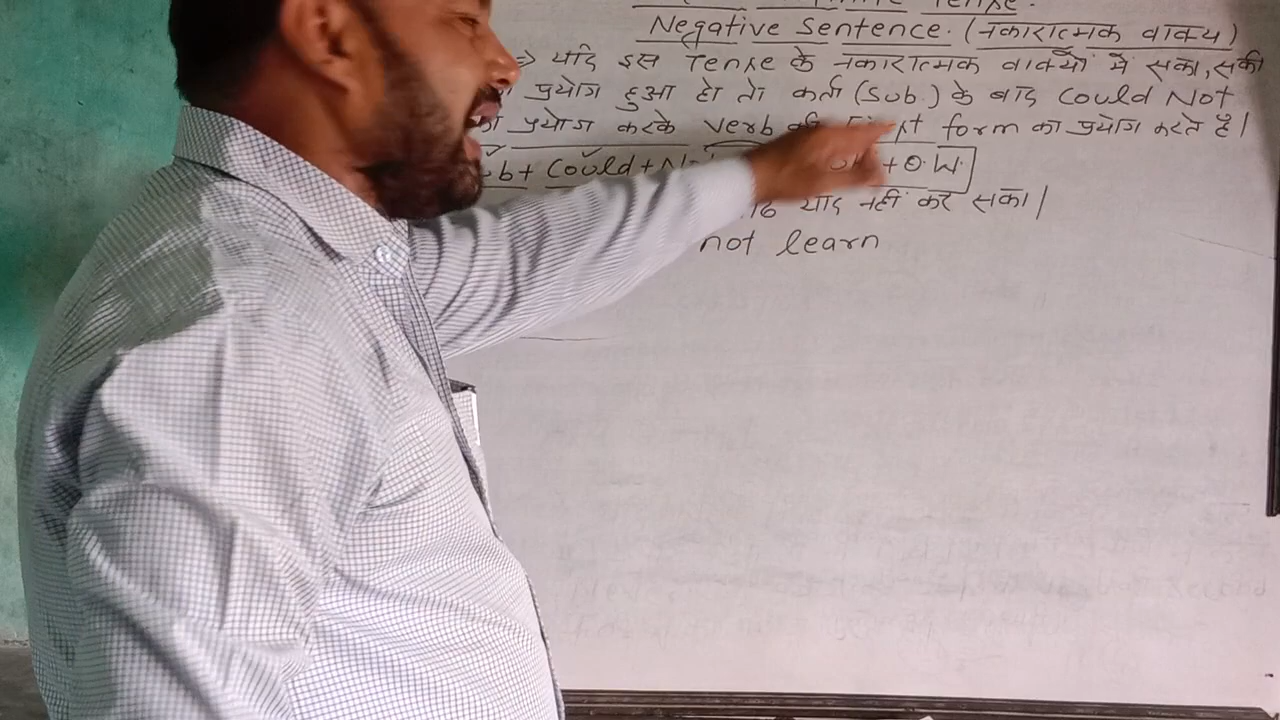 Tense.
Negative Sentence. (नकारात्मक वाक्य)
⇒ यदि इस Tense के नकारात्मक वाक्यों में सका, सकी
प्रयोग हुआ हो तो कर्ता (Sub.) के बाद Could Not
का प्रयोग करके Verb की First form का प्रयोग करते हैं।
Sub + Could + Not + O.W.
याद नहीं कर सका।
not learn